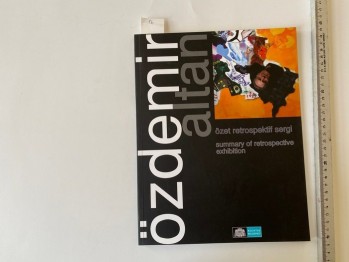 özdemir
altan
özet retrospektif sergi
summary of retrospective
exhibition